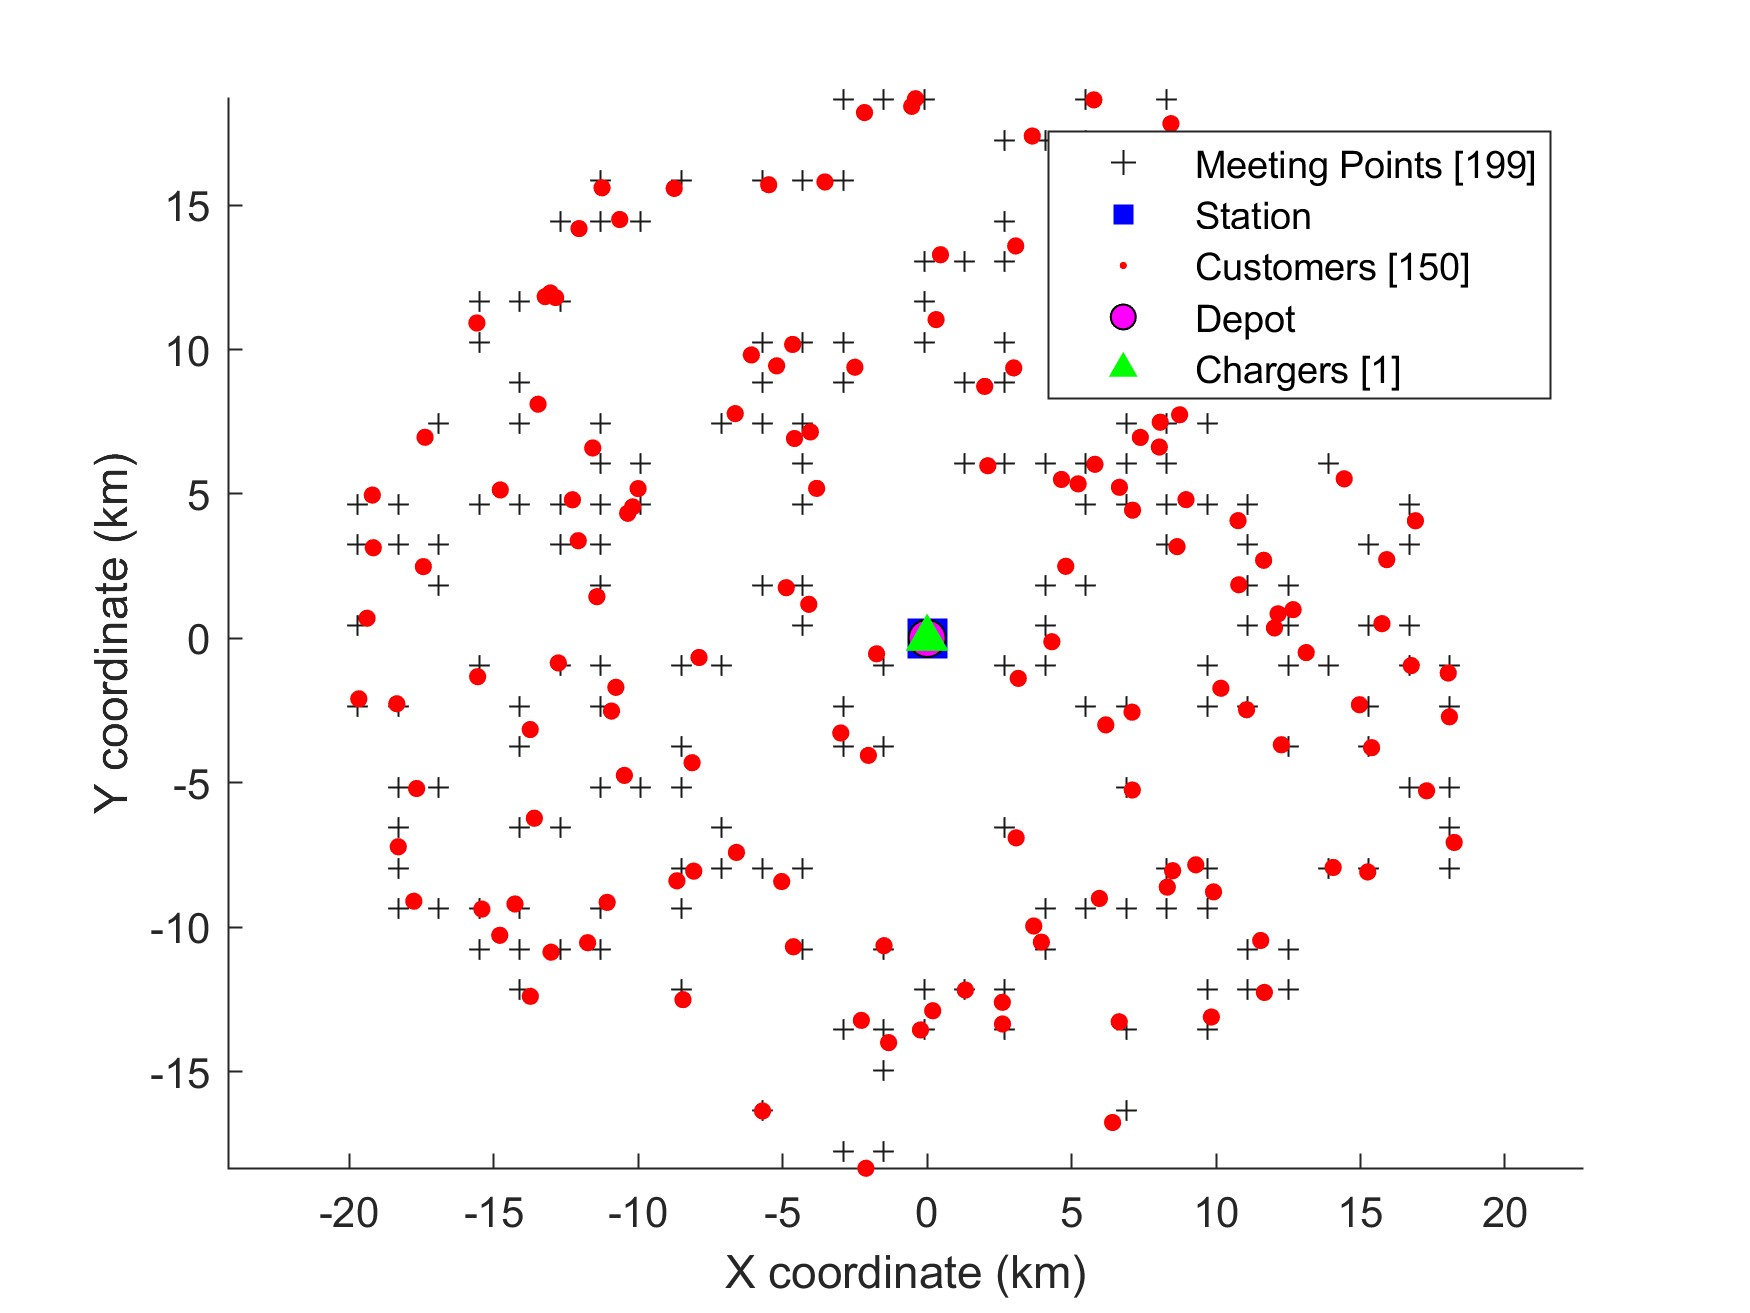 Meeting Points [199]
Station
Customers [150]
Depot
Chargers [1]
15
10
5
0
-5
-10
-15
Y coordinate (km)
-20 -15 -10 -5 0 5 10 15 20
X coordinate (km)